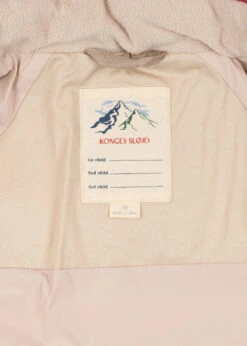 KONGES SLØJD
1st child
2nd child
3rd child